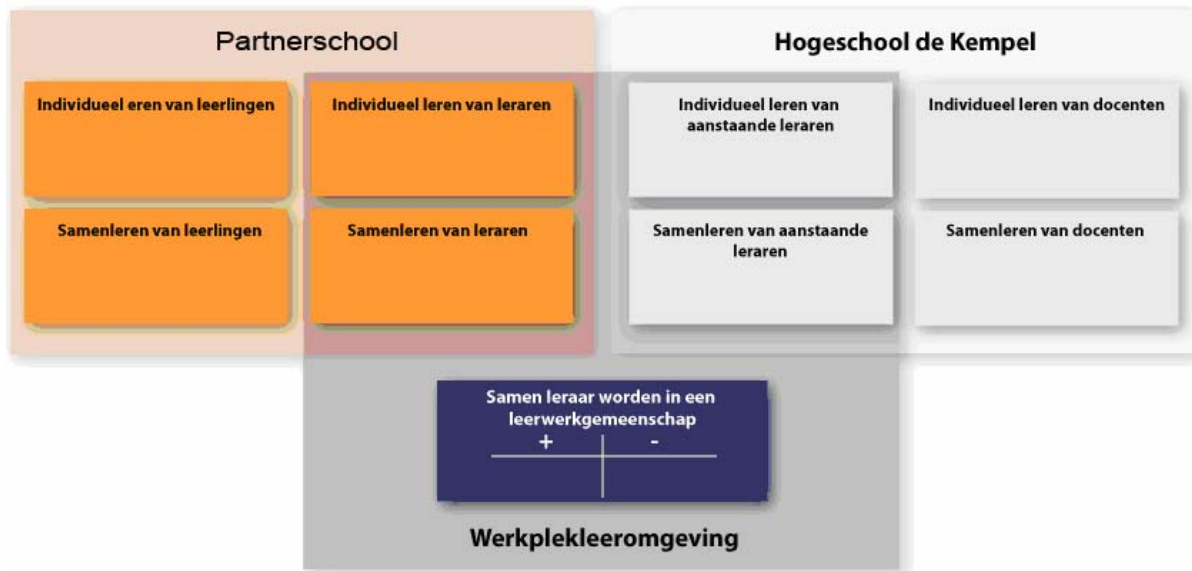 Partnerschool
Hogeschool de Kempel
Individueel eren van leerlingen
Individueel leren van leraren
Individueel leren van
aanstaande leraren
Individueel leren van docenten
Samenleren van leerlingen
Samenleren van leraren
Samenleren van aanstaande
leraren
Samenleren van docenten
Samen leraar worden in een
leerwerkgemeenschap
+ -
Werkplekleeromgeving